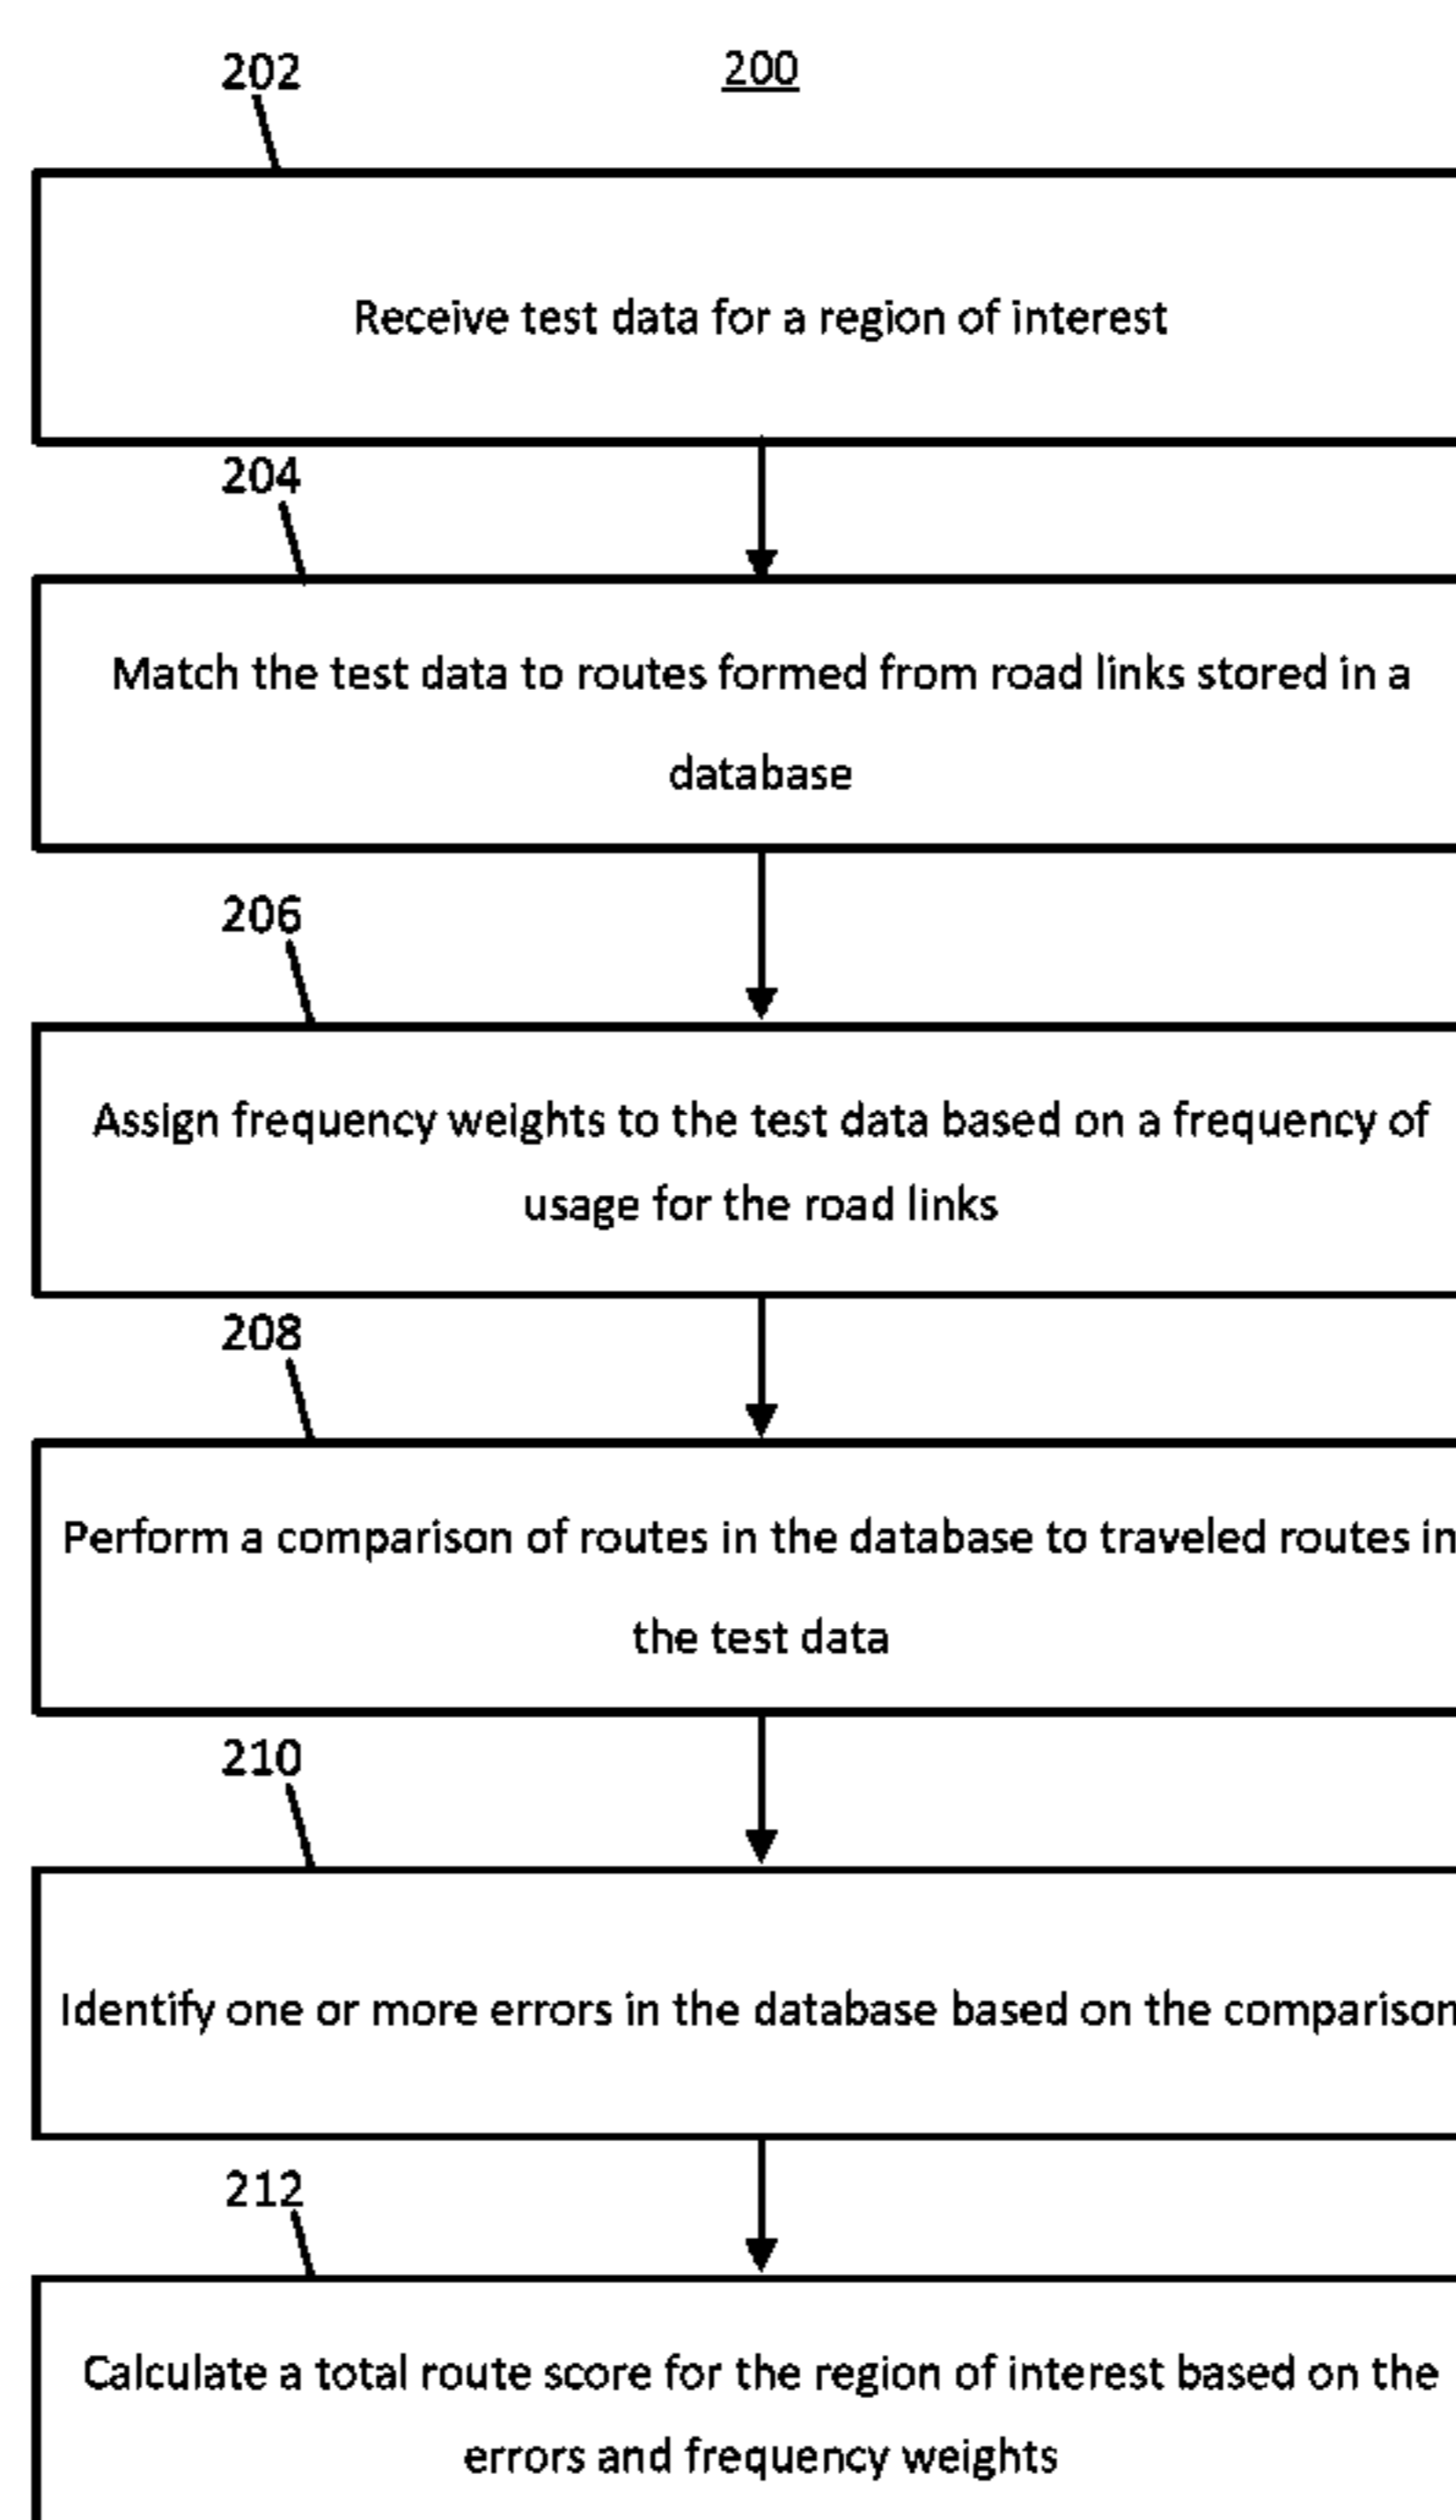 202
200
Receive test data for a region of interest
204
Match the test data to routes formed from road links stored in a
database
206
Assign frequency weights to the test data based on a frequency of
usage for the road links
208
Perform a comparison of routes in the database to traveled routes in
the test data
210
Identify one or more errors in the database based on the comparison
212
Calculate a total route score for the region of interest based on the
errors and frequency weights